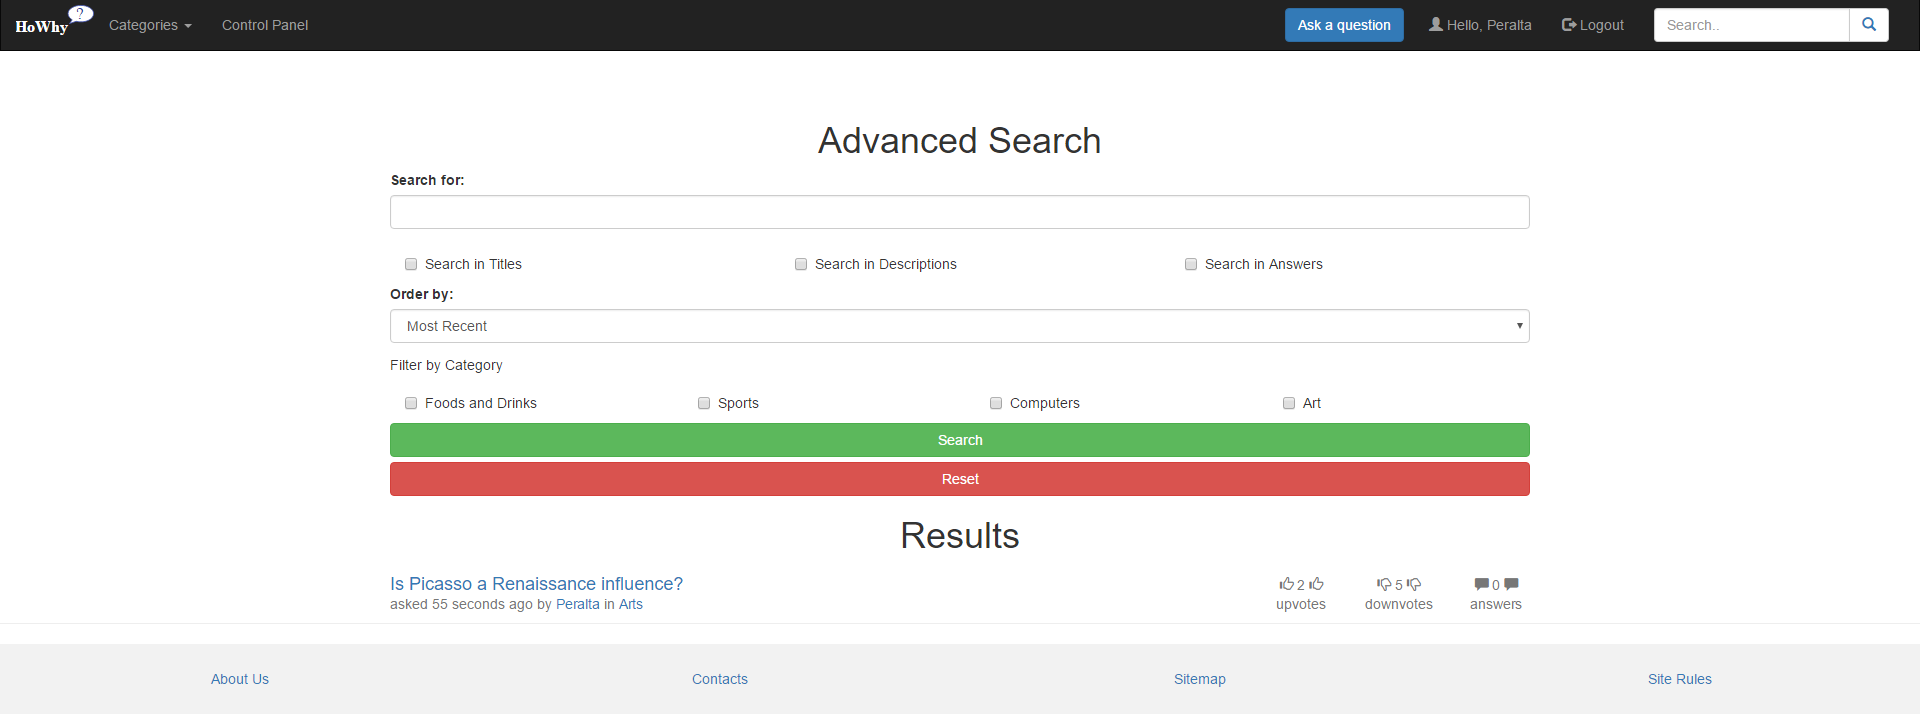 HoWhy ? Categories Control Panel Ask a question Hello, Peralta Logout Search..
Advanced Search
Search for:
Search in Titles Search in Descriptions Search in Answers
Order by:
Most Recent
Filter by Category
Foods and Drinks Sports Computers Art
Search
Reset
Results
Is Picasso a Renaissance influence? 2 5 0
asked 55 seconds ago by Peralta in Arts upvotes downvotes answers
About Us Contacts Sitemap Site Rules